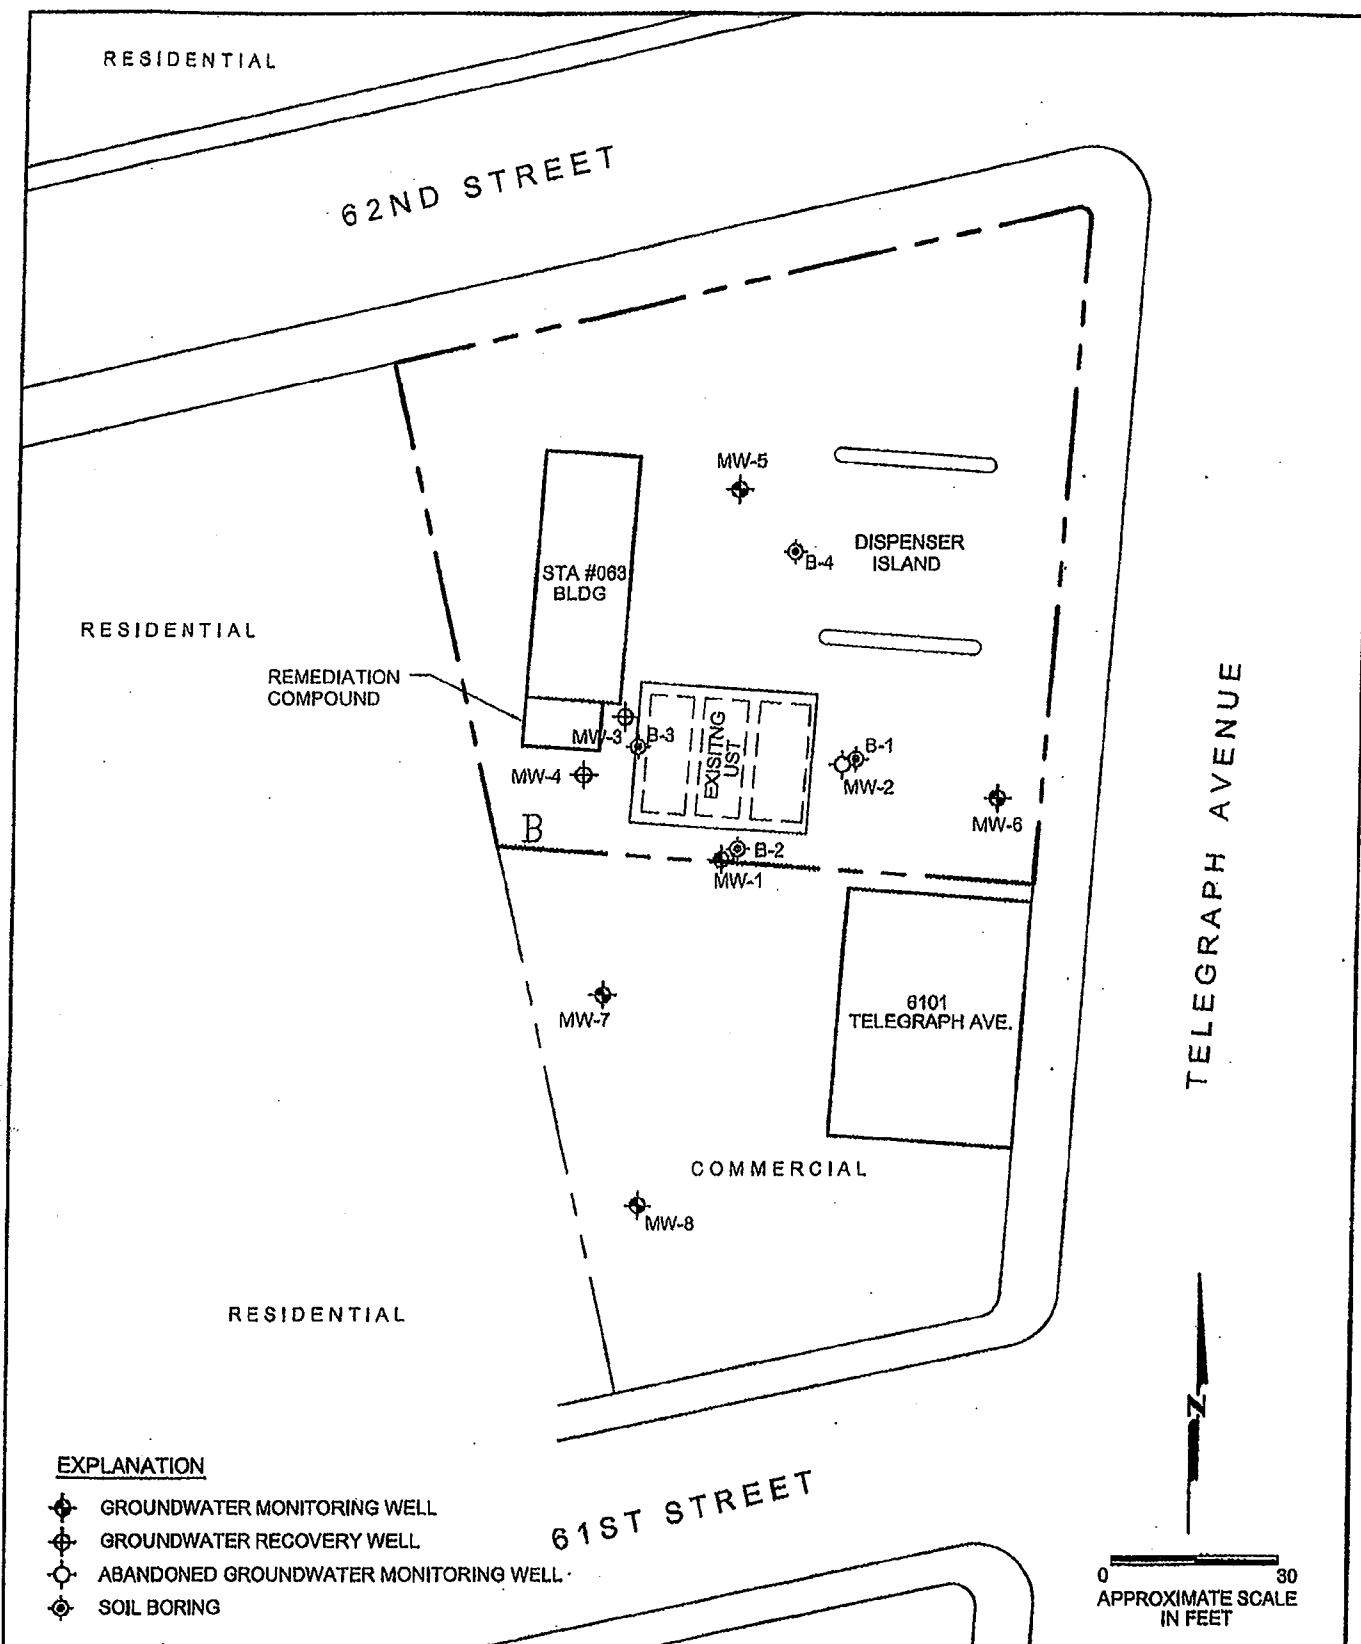 RESIDENTIAL
62ND STREET
MW-5
B-4
DISPENSER
ISLAND
STA #063
BLDG
RESIDENTIAL
REMEDIATION
COMPOUND
MW-3
B-3
EXISITNG
UST
B-1
MW-2
MW-4
MW-6
B
B-2
MW-1
TELEGRAPH AVENUE
MW-7
6101
TELEGRAPH AVE.
COMMERCIAL
MW-8
RESIDENTIAL
N
EXPLANATION
GROUNDWATER MONITORING WELL
GROUNDWATER RECOVERY WELL
ABANDONED GROUNDWATER MONITORING WELL
SOIL BORING
61ST STREET
0 30
APPROXIMATE SCALE
IN FEET